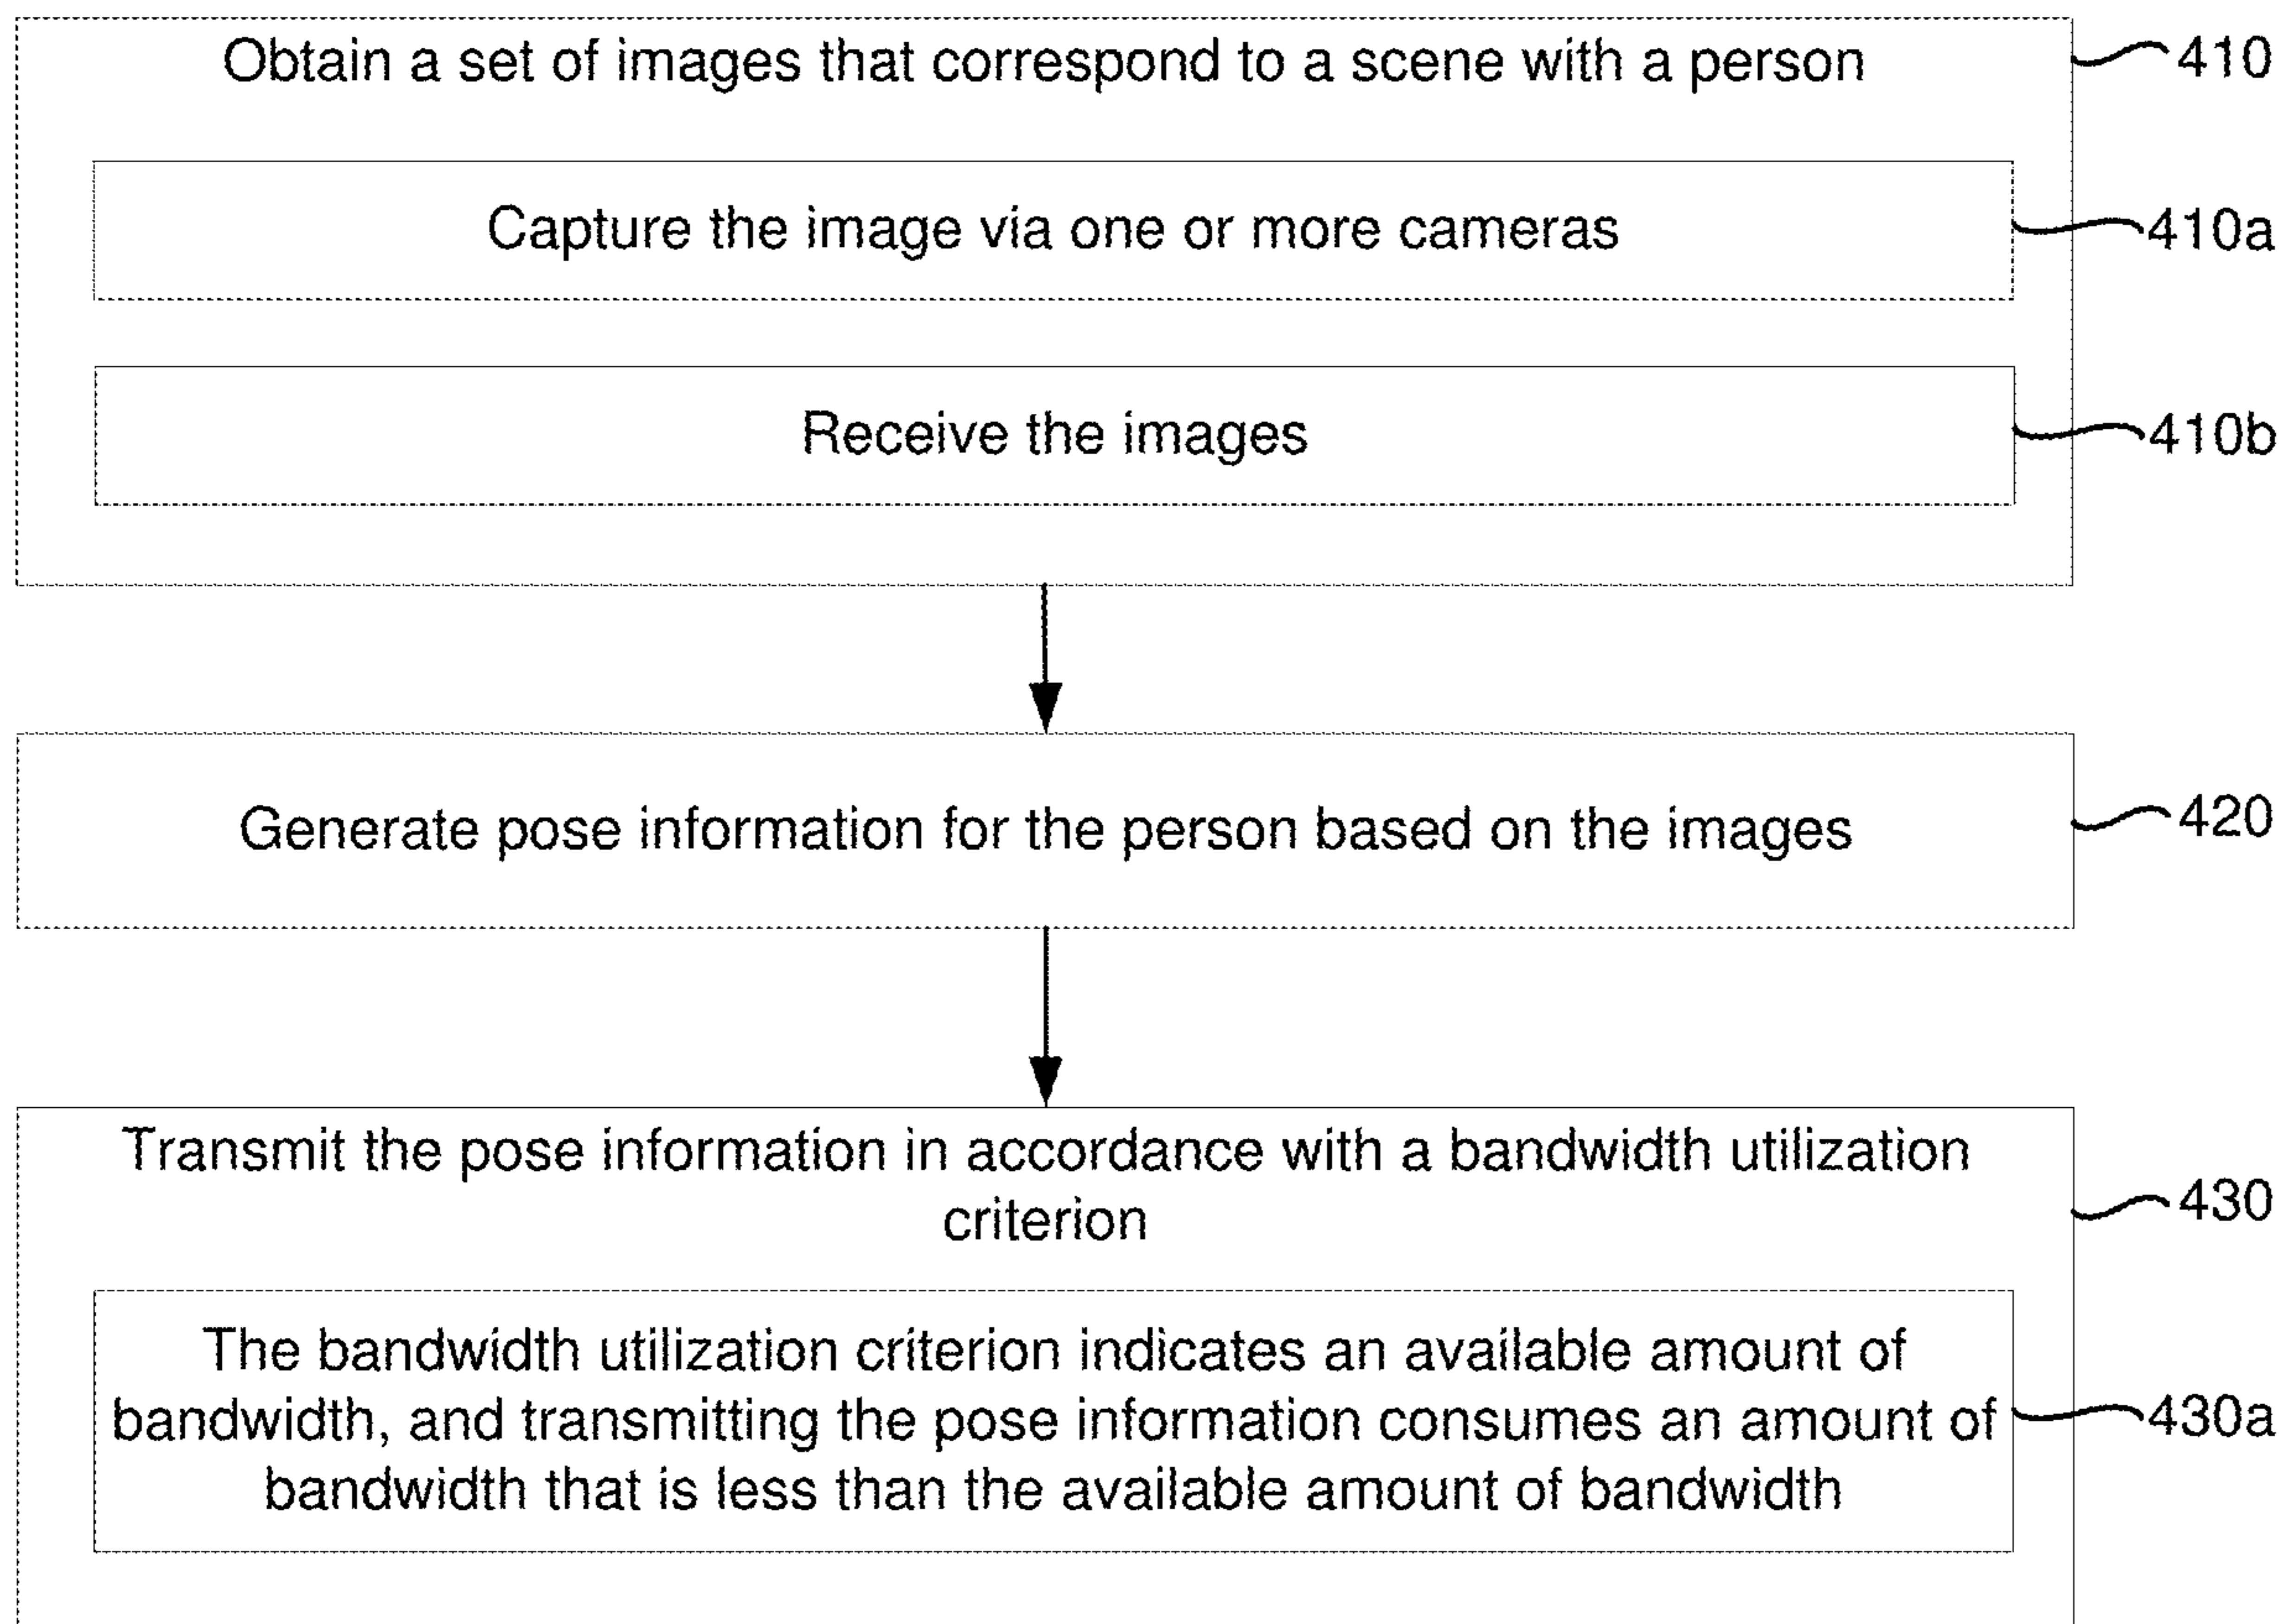 Obtain a set of images that correspond to a scene with a person
410
Capture the image via one or more cameras
410a
Receive the images
410b
Generate pose information for the person based on the images
420
Transmit the pose information in accordance with a bandwidth utilization
criterion
430
The bandwidth utilization criterion indicates an available amount of
bandwidth, and transmitting the pose information consumes an amount of
bandwidth that is less than the available amount of bandwidth
430a